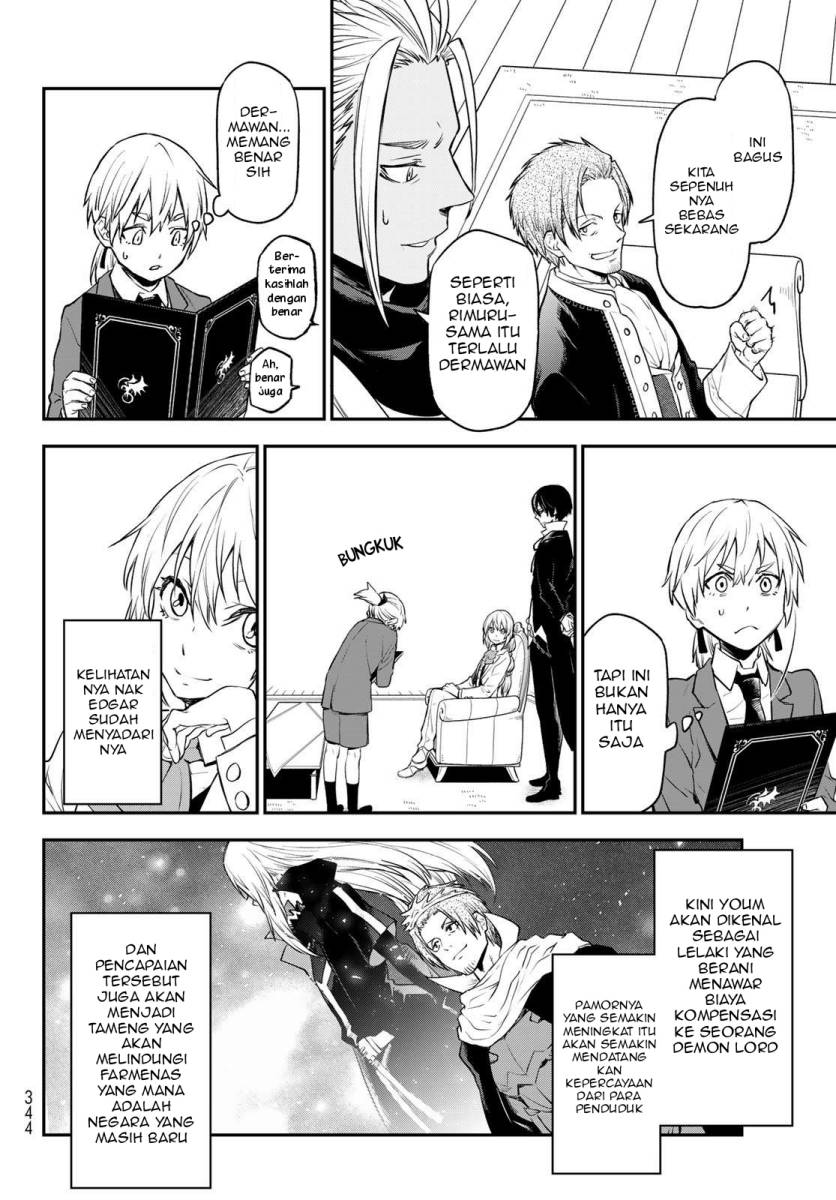 INI
BAGUS
KITA
SEPENUH
NYA
BEBAS
SEKARANG
SEPERTI
BIASA,
RIMURU-
SAMA ITU
TERLALU
DERMAWAN
DER-
MAWAN...
MEMANG
BENAR
SIH
Ber-
terima
kasihlah
dengan
benar
Ah,
benar
juga
TAPI INI
BUKAN
HANYA
ITU
SAJA
BUNGKUK
KELIHATAN
NYA NAK
EDGAR
SUDAH
MENYADARI
NYA
KINI YOUM
AKAN DIKENAL
SEBAGAI
LELAKI YANG
BERANI
MENAWAR
BIAYA
KOMPENSASI
KE SEORANG
DEMON LORD
PAMORNYA
YANG SEMAKIN
MENINGKAT ITU
AKAN SEMAKIN
MENDATANG
KAN
KEPERCAYAAN
DARI PARA
PENDUDUK
DAN
PENCAPAIAN
TERSEBUT
JUGA AKAN
MENJADI
TAMENG YANG
AKAN
MELINDUNGI
FARMENAS
YANG MANA
ADALAH
NEGARA YANG
MASIH BARU
344